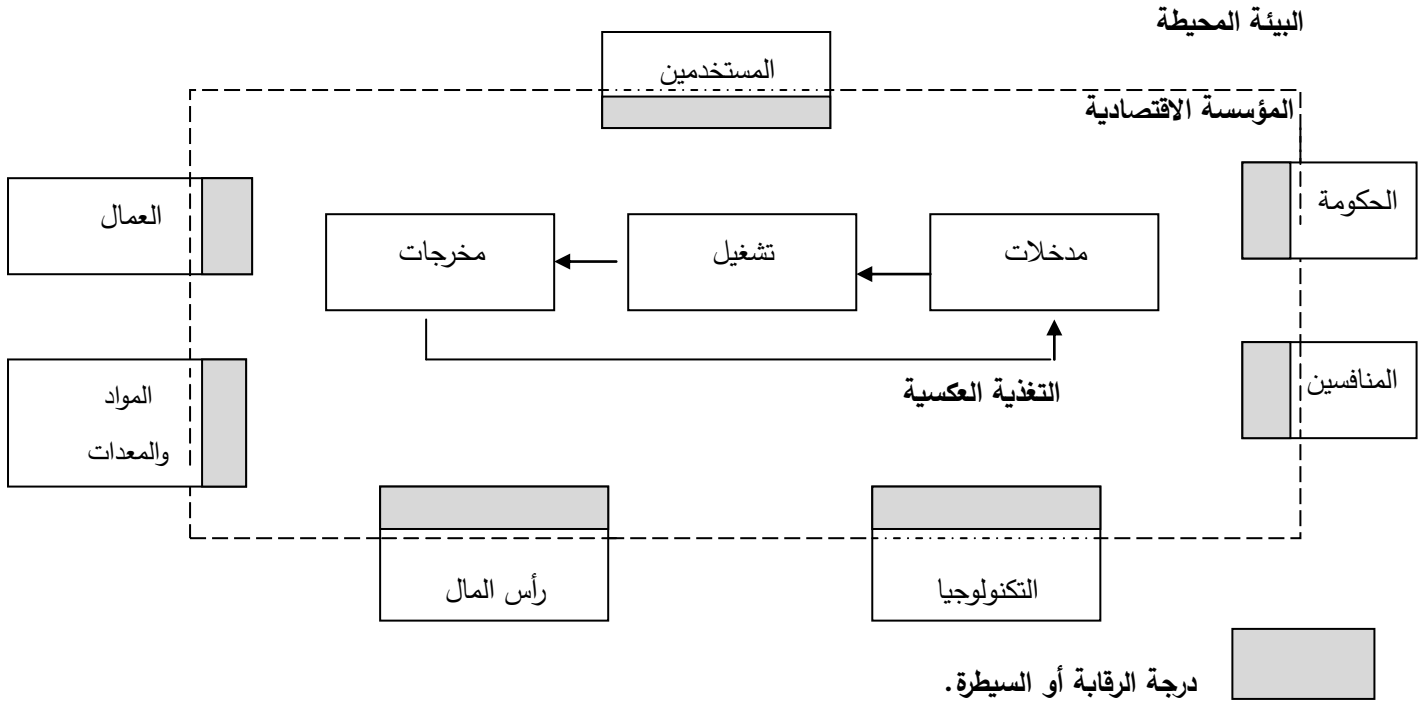 البيئة المحيطة
المستخدمين
المؤسسة الاقتصادية
الحكومة
العمال
مدخلات
تشغيل
مخرجات
المنافسين
التغذية العكسية
المواد
والمعدات
التكنولوجيا
رأس المال
درجة الرقابة أو السيطرة.